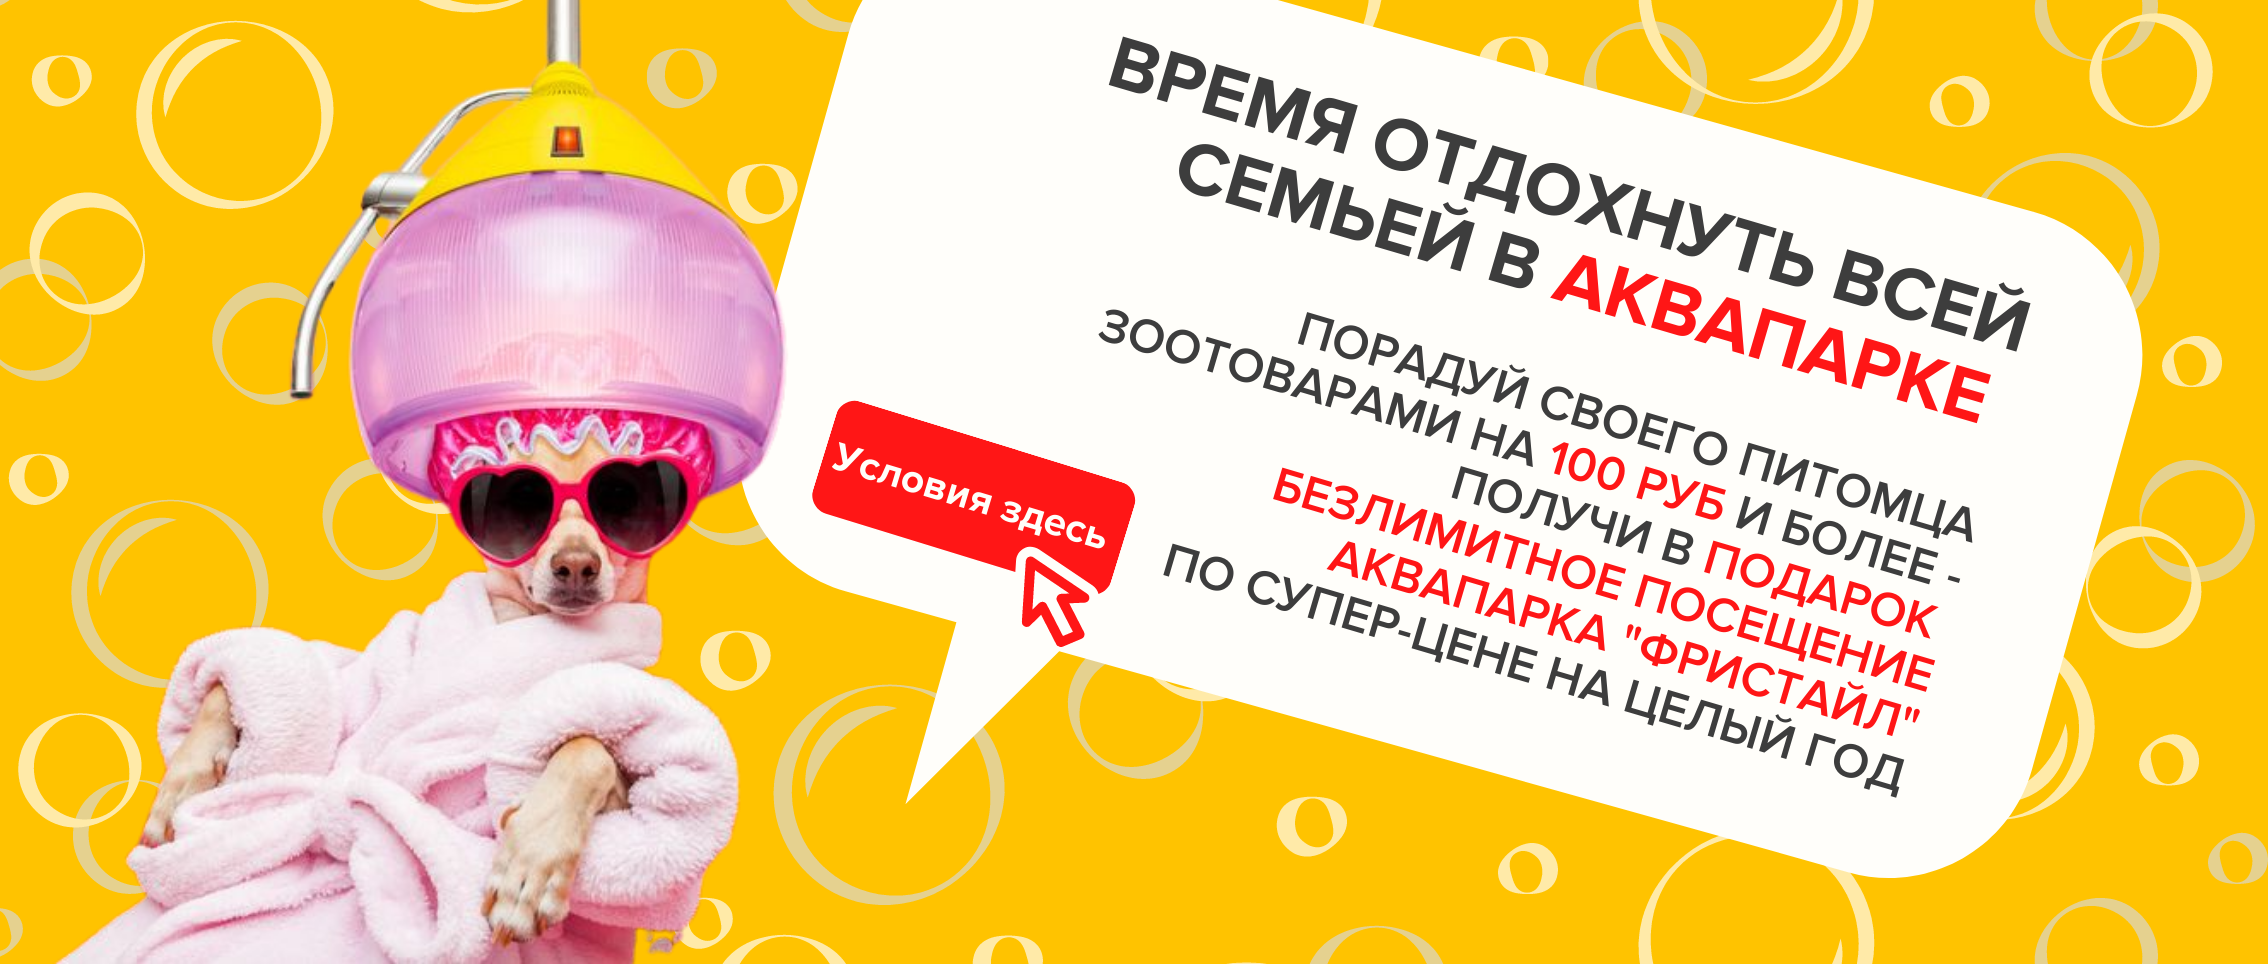 ВРЕМЯ ОТДОХНУТЬ ВСЕЙ
СЕМЬЕЙ В АКВАПАРКЕ
ПОРАДУЙ СВОЕГО ПИТОМЦА
ЗООТОВАРАМИ НА 100 РУБ И БОЛЕЕ -
ПОЛУЧИ В ПОДАРОК
БЕЗЛИМИТНОЕ ПОСЕЩЕНИЕ
АКВАПАРКА "ФРИСТАЙЛ"
ПО СУПЕР-ЦЕНЕ НА ЦЕЛЫЙ ГОД
Условия здесь